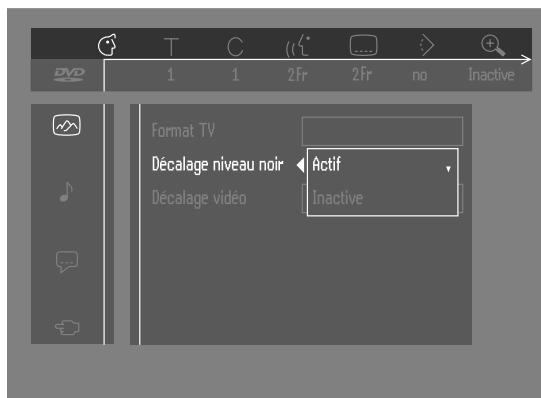 T C
DVD 1 1 2Fr 2Fr no Inactive
Format TV
Décalage niveau noir Actif
Décalage vidéo Inactive